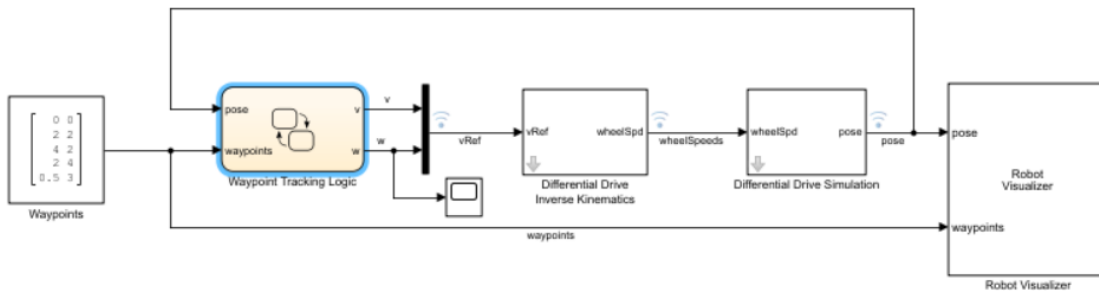 0 0
2 2
4 2
2 4
0.5 3
Waypoints
pose
waypoints
v
w
Waypoint Tracking Logic
v
w
vRef
vRef
wheelSpd
Differential Drive
Inverse Kinematics
wheelSpeeds
wheelSpd
pose
Differential Drive Simulation
pose
waypoints
pose
Robot
Visualizer
waypoints
Robot Visualizer